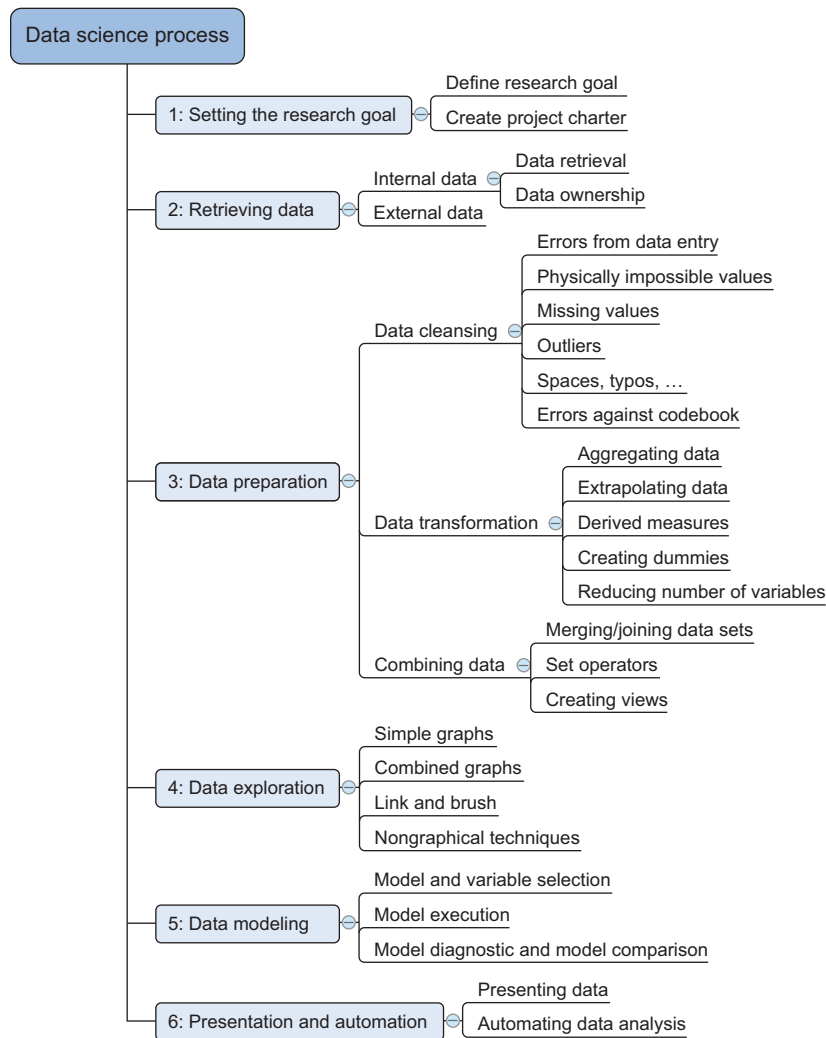 Data science process
1: Setting the research goal
Define research goal
Create project charter
2: Retrieving data
Internal data
Data retrieval
Data ownership
External data
3: Data preparation
Data cleansing
Errors from data entry
Physically impossible values
Missing values
Outliers
Spaces, typos, …
Errors against codebook
Data transformation
Aggregating data
Extrapolating data
Derived measures
Creating dummies
Reducing number of variables
Combining data
Merging/joining data sets
Set operators
Creating views
4: Data exploration
Simple graphs
Combined graphs
Link and brush
Nongraphical techniques
5: Data modeling
Model and variable selection
Model execution
Model diagnostic and model comparison
6: Presentation and automation
Presenting data
Automating data analysis